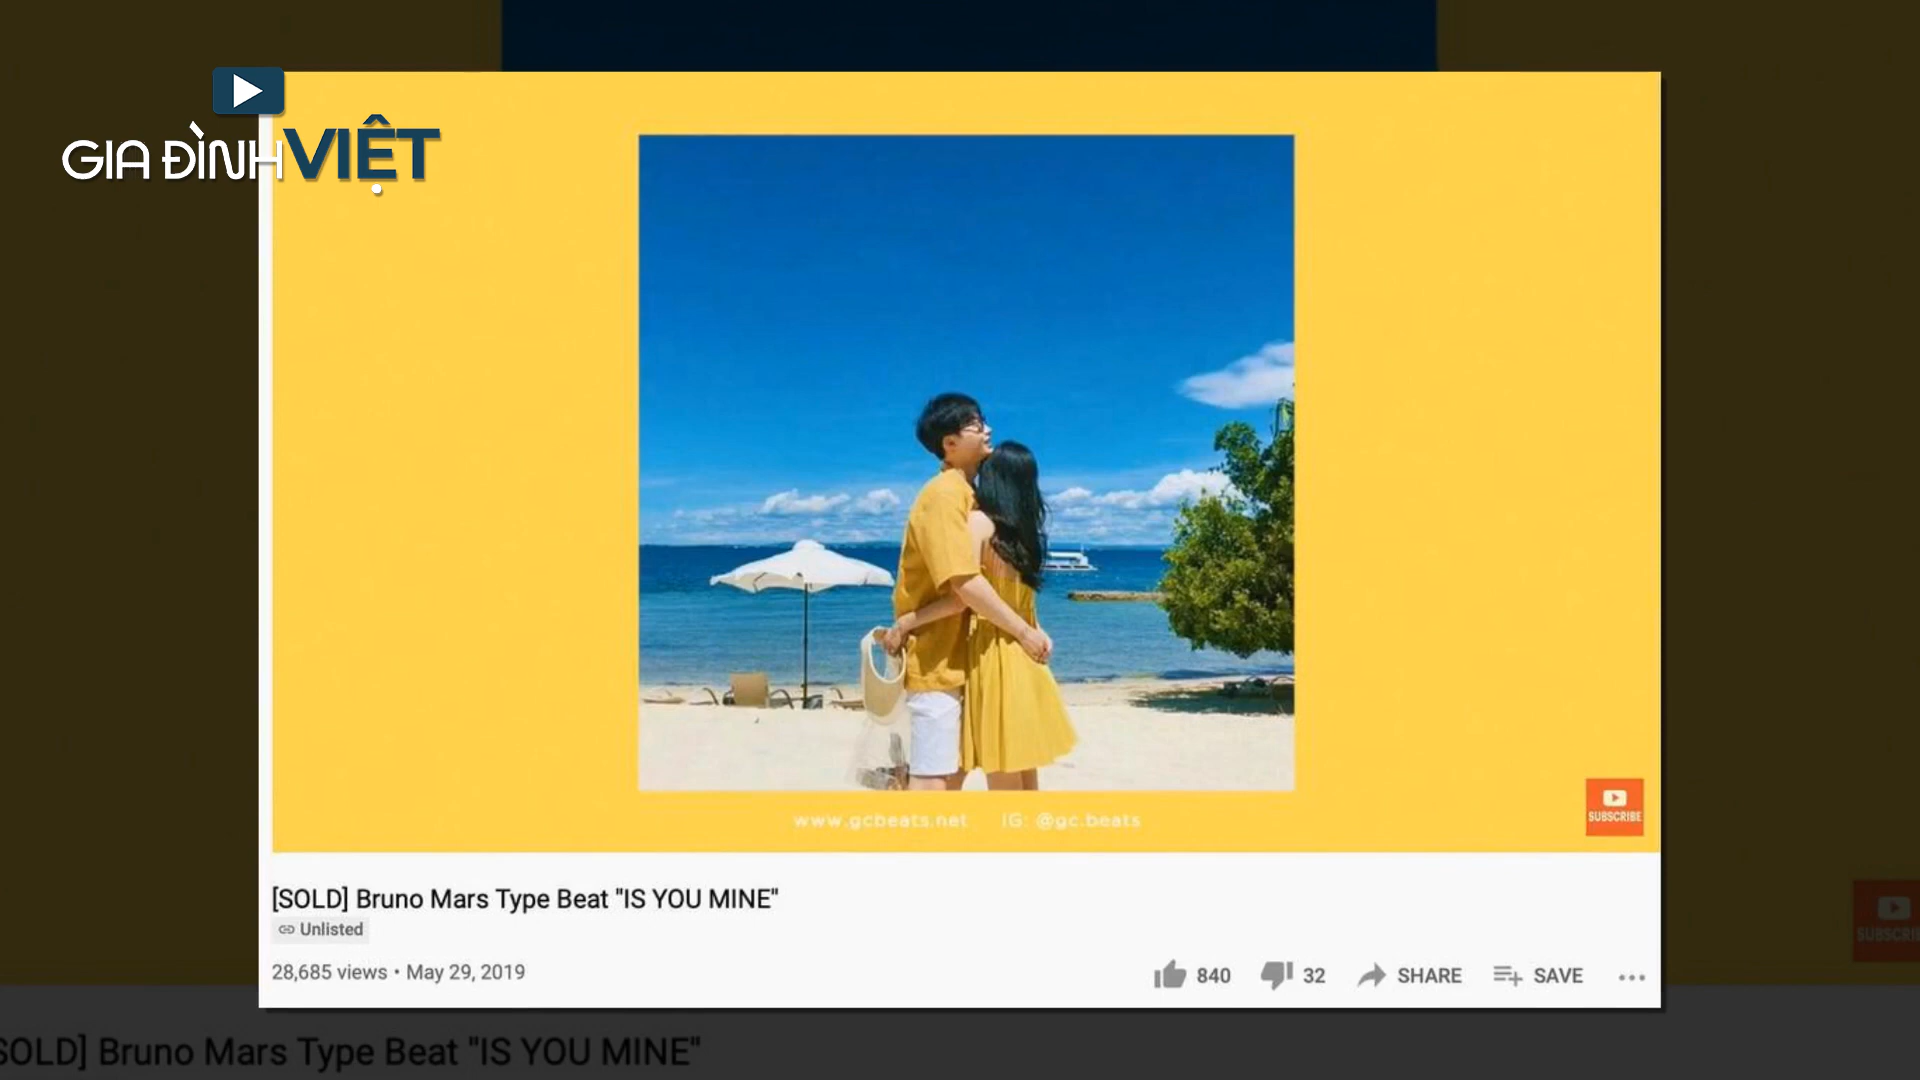 GIA ĐÌNH VIỆT
www.gcbeats.net IG: @gc.beats
SUBSCRIBE
[SOLD] Bruno Mars Type Beat "IS YOU MINE"
Unlisted
28,685 views • May 29, 2019
840 32 SHARE SAVE
SUBSCRIB
SOLD] Bruno Mars Type Beat "IS YOU MINE"